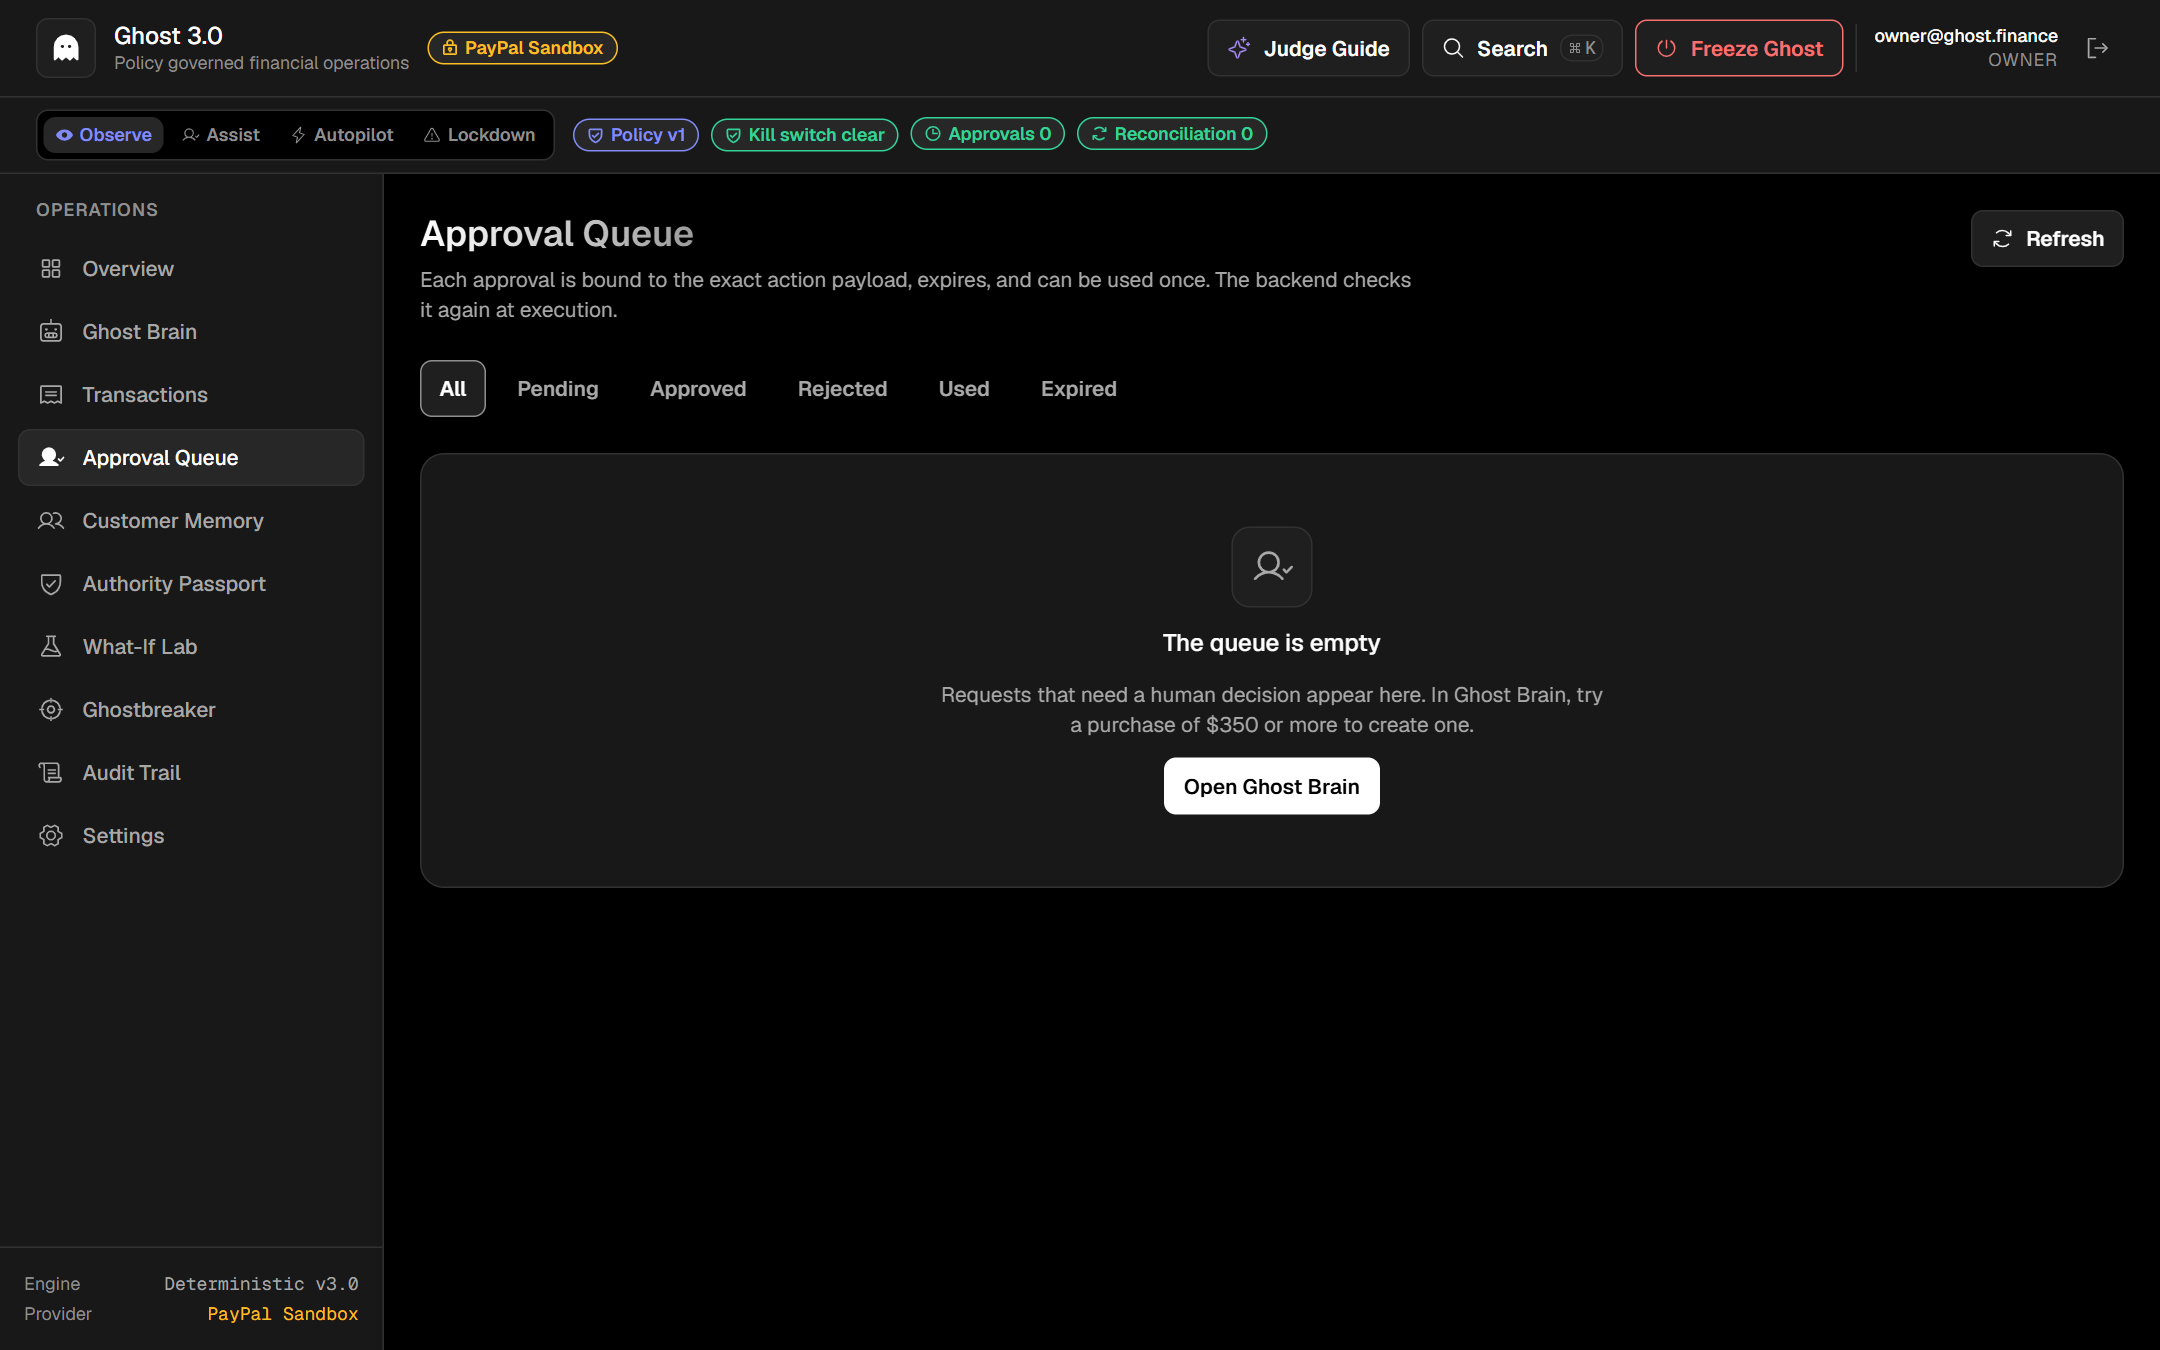 Ghost 3.0
Policy governed financial operations
PayPal Sandbox
Judge Guide
Search ⌘ K
Freeze Ghost
owner@ghost.finance
OWNER
Observe
Assist
Autopilot
Lockdown
Policy v1
Kill switch clear
Approvals 0
Reconciliation 0
OPERATIONS
Overview
Ghost Brain
Transactions
Approval Queue
Customer Memory
Authority Passport
What-If Lab
Ghostbreaker
Audit Trail
Settings
Engine Deterministic v3.0
Provider PayPal Sandbox
Approval Queue
Each approval is bound to the exact action payload, expires, and can be used once. The backend checks
it again at execution.
Refresh
All
Pending
Approved
Rejected
Used
Expired
The queue is empty
Requests that need a human decision appear here. In Ghost Brain, try
a purchase of $350 or more to create one.
Open Ghost Brain